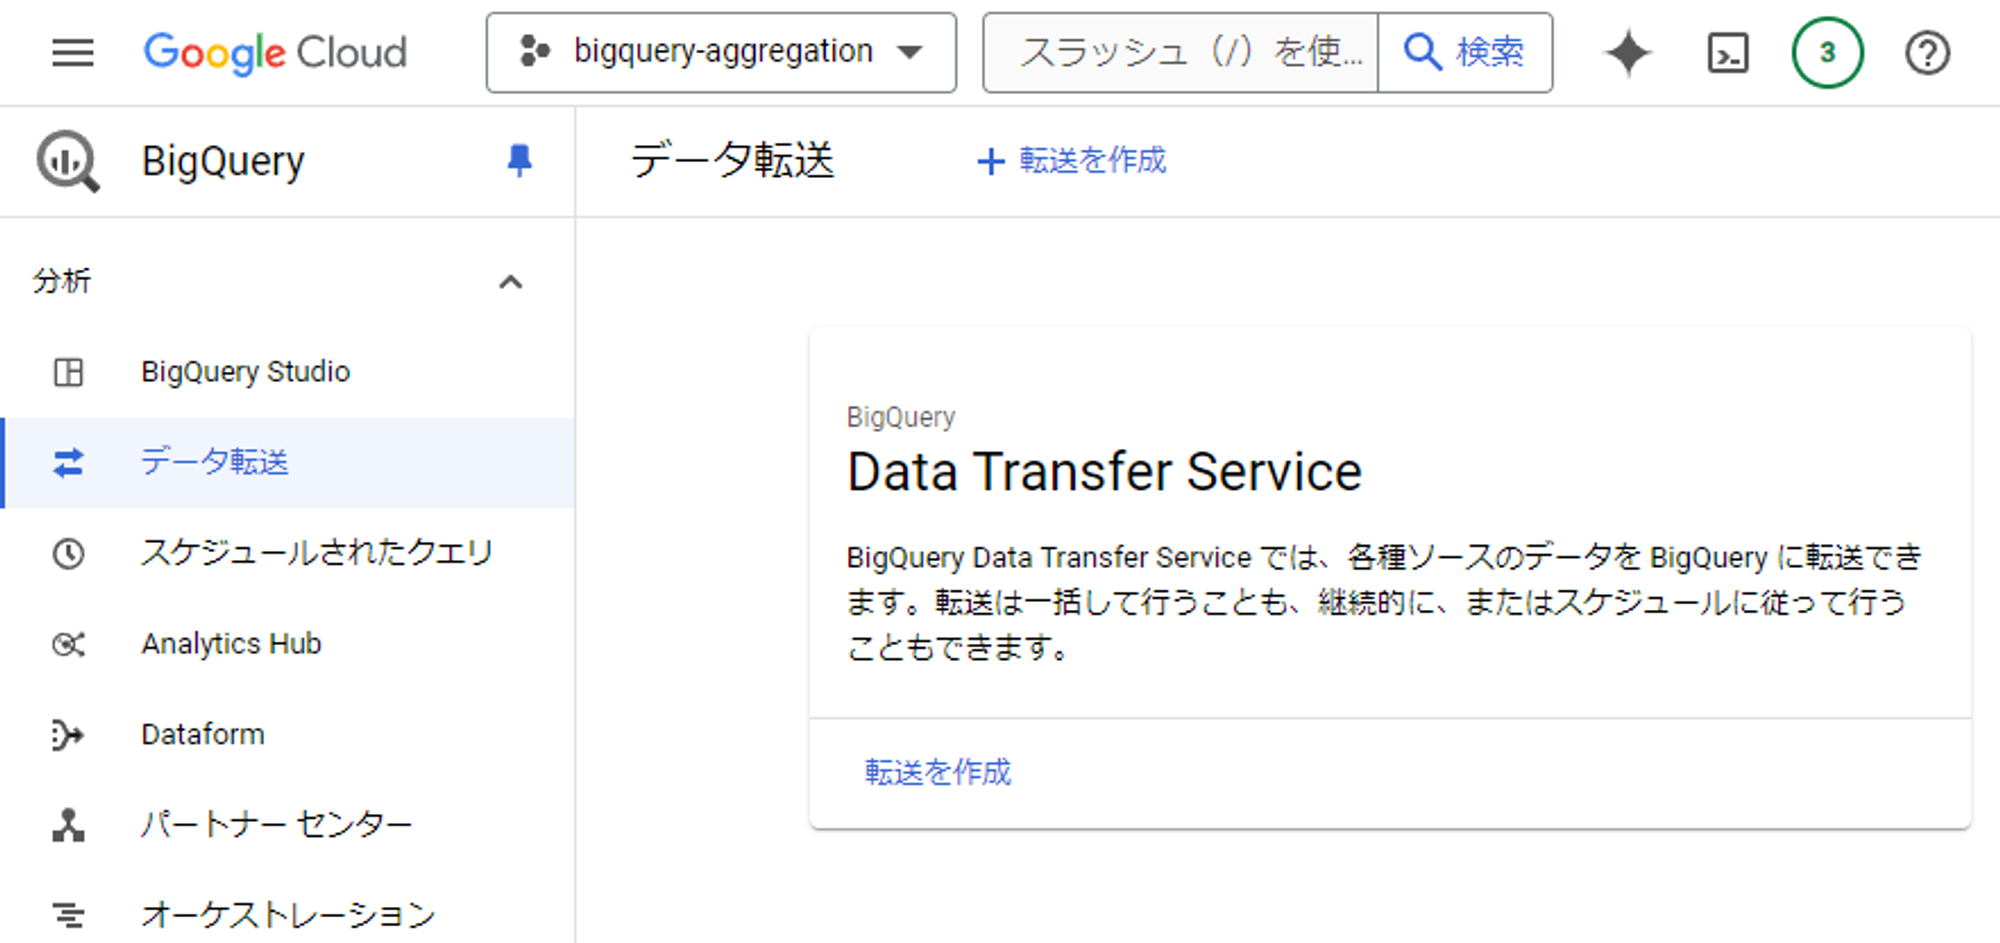 Google Cloud
bigquery-aggregation
スラッシュ（/）を使...
検索
3
BigQuery
データ転送
転送を作成
分析
BigQuery Studio
データ転送
スケジュールされたクエリ
Analytics Hub
Dataform
パートナー センター
オーケストレーション
BigQuery
Data Transfer Service
BigQuery Data Transfer Service では、各種ソースのデータを BigQuery に転送でき
ます。転送は一括して行うことも、継続的に、またはスケジュールに従って行う
こともできます。
転送を作成